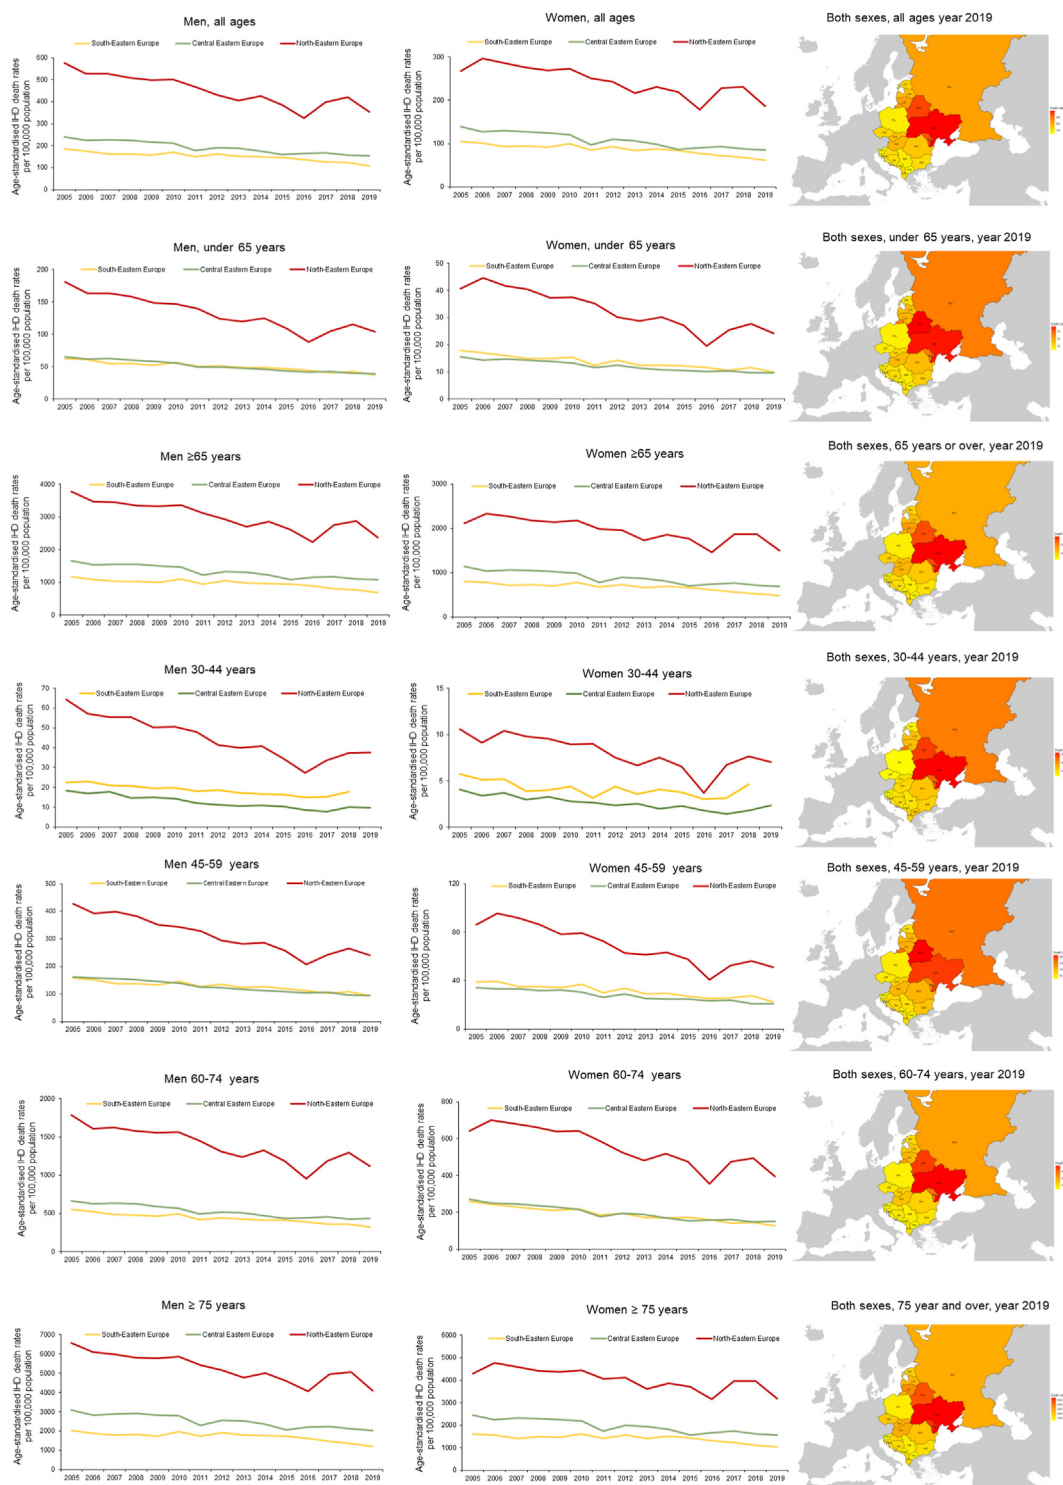 Men, all ages
Women, all ages
Both sexes, all ages year 2019
South-Eastern Europe Central Eastern Europe North-Eastern Europe
South-Eastern Europe Central Eastern Europe North-Eastern Europe
Age-standardised IHD death rates
per 100,000 population
600
500
400
300
200
100
0
2005 2006 2007 2008 2009 2010 2011 2012 2013 2014 2015 2016 2017 2018 2019
Age-standardised IHD death rates
per 100,000 population
300
200
100
0
2005 2006 2007 2008 2009 2010 2011 2012 2013 2014 2015 2016 2017 2018 2019
Men, under 65 years
Women, under 65 years
Both sexes, under 65 years, year 2019
South-Eastern Europe Central Eastern Europe North-Eastern Europe
South-Eastern Europe Central Eastern Europe North-Eastern Europe
Age-standardised IHD death rates
per 100,000 population
200
150
100
50
0
2005 2006 2007 2008 2009 2010 2011 2012 2013 2014 2015 2016 2017 2018 2019
Age-standardised IHD death rates
per 100,000 population
50
40
30
20
10
0
2005 2006 2007 2008 2009 2010 2011 2012 2013 2014 2015 2016 2017 2018 2019
Men ≥65 years
Women ≥65 years
Both sexes, 65 years or over, year 2019
South-Eastern Europe Central Eastern Europe North-Eastern Europe
South-Eastern Europe Central Eastern Europe North-Eastern Europe
Age-standardised IHD death rates
per 100,000 population
4000
3000
2000
1000
0
2005 2006 2007 2008 2009 2010 2011 2012 2013 2014 2015 2016 2017 2018 2019
Age-standardised IHD death rates
per 100,000 population
3000
2000
1000
0
2005 2006 2007 2008 2009 2010 2011 2012 2013 2014 2015 2016 2017 2018 2019
Men 30-44 years
Women 30-44 years
Both sexes, 30-44 years, year 2019
South-Eastern Europe Central Eastern Europe North-Eastern Europe
South-Eastern Europe Central Eastern Europe North-Eastern Europe
Age-standardised IHD death rates
per 100,000 population
70
60
50
40
30
20
10
0
2005 2006 2007 2008 2009 2010 2011 2012 2013 2014 2015 2016 2017 2018 2019
Age-standardised IHD death rates
per 100,000 population
15
10
5
0
2005 2006 2007 2008 2009 2010 2011 2012 2013 2014 2015 2016 2017 2018 2019
Men 45-59 years
Women 45-59 years
Both sexes, 45-59 years, year 2019
South-Eastern Europe Central Eastern Europe North-Eastern Europe
South-Eastern Europe Central Eastern Europe North-Eastern Europe
Age-standardised IHD death rates
per 100,000 population
500
400
300
200
100
0
2005 2006 2007 2008 2009 2010 2011 2012 2013 2014 2015 2016 2017 2018 2019
Age-standardised IHD death rates
per 100,000 population
120
80
40
0
2005 2006 2007 2008 2009 2010 2011 2012 2013 2014 2015 2016 2017 2018 2019
Men 60-74 years
Women 60-74 years
Both sexes, 60-74 years, year 2019
South-Eastern Europe Central Eastern Europe North-Eastern Europe
South-Eastern Europe Central Eastern Europe North-Eastern Europe
Age-standardised IHD death rates
per 100,000 population
2000
1500
1000
500
0
2005 2006 2007 2008 2009 2010 2011 2012 2013 2014 2015 2016 2017 2018 2019
Age-standardised IHD death rates
per 100,000 population
800
600
400
200
0
2005 2006 2007 2008 2009 2010 2011 2012 2013 2014 2015 2016 2017 2018 2019
Men ≥ 75 years
Women ≥ 75 years
Both sexes, 75 year and over, year 2019
South-Eastern Europe Central Eastern Europe North-Eastern Europe
South-Eastern Europe Central Eastern Europe North-Eastern Europe
Age-standardised IHD death rates
per 100,000 population
7000
6000
5000
4000
3000
2000
1000
0
2005 2006 2007 2008 2009 2010 2011 2012 2013 2014 2015 2016 2017 2018 2019
Age-standardised IHD death rates
per 100,000 population
6000
5000
4000
3000
2000
1000
0
2005 2006 2007 2008 2009 2010 2011 2012 2013 2014 2015 2016 2017 2018 2019